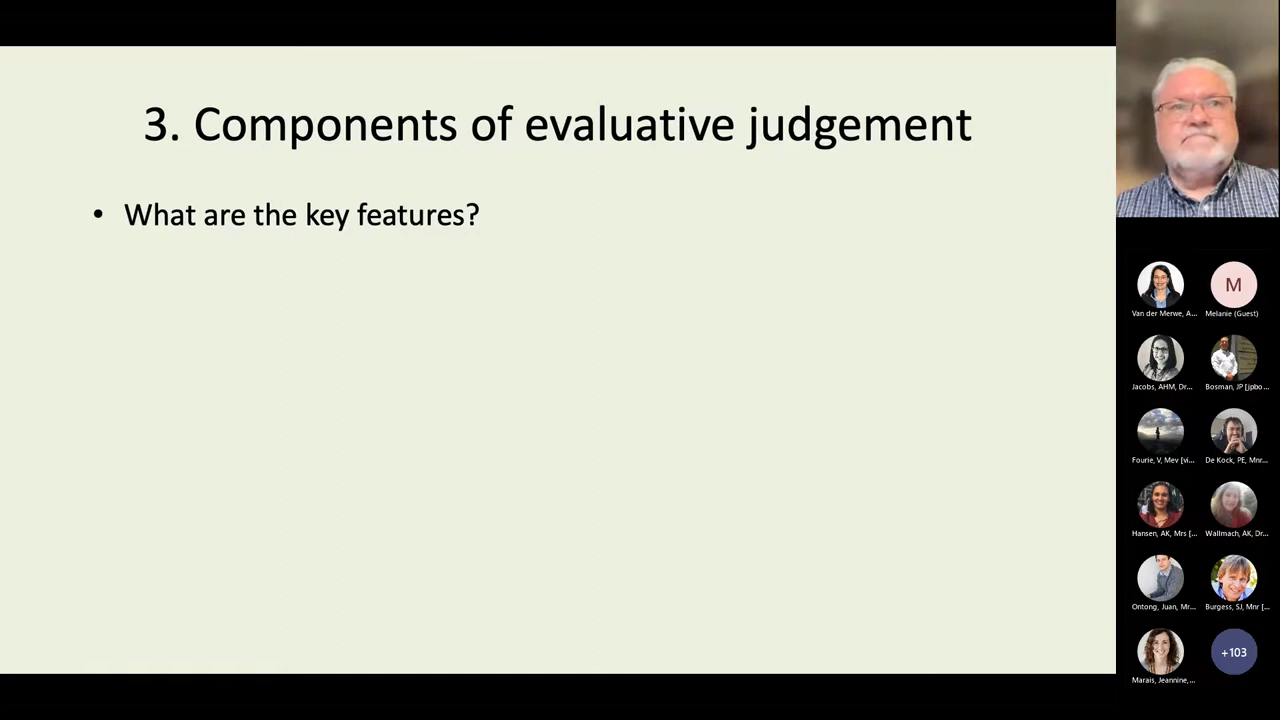 3. Components of evaluative judgement
• What are the key features?
Van der Merwe, A...
M
Melanie (Guest)
Jacobs, AHM, Dr...
Bosman, JP [jpbo...
Fourie, V, Mev [vi...
De Kock, PE, Mnr...
Hansen, AK, Mrs [...
Wallmach, AK, Dr...
Ontong, Juan, Mr...
Burgess, SJ, Mnr [...
Marais, Jeannine,...
+103